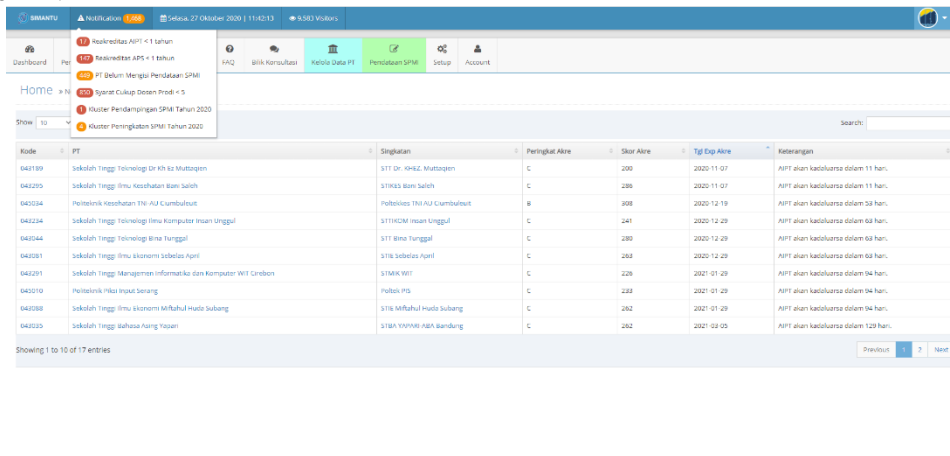 SIMANTU Notification 1,468 Selasa, 27 Oktober 2020 | 11:42:13 9,583 Visitors
17 Reakreditas AIPT < 1 tahun
147 Reakreditas APS < 1 tahun
449 PT Belum Mengisi Pendataan SPMI
850 Syarat Cukup Dosen Prodi < 5
1 Kluster Pendampingan SPMI Tahun 2020
4 Kluster Peningkatan SPMI Tahun 2020
Dashboard Per FAQ Bilik Konsultasi Kelola Data PT Pendataan SPMI Setup Account
Home » N
Show 10 Search:
Kode PT Singkatan Peringkat Akre Skor Akre Tgl Exp Akre Keterangan
043189 Sekolah Tinggi Teknologi Dr Kh Ez Muttaqien STT Dr. KHEZ. Muttaqien C 200 2020-11-07 AIPT akan kadaluarsa dalam 11 hari.
043295 Sekolah Tinggi Ilmu Kesehatan Bani Saleh STIKES Bani Saleh C 286 2020-11-07 AIPT akan kadaluarsa dalam 11 hari.
045034 Politeknik Kesehatan TNI-AU Ciumbuleuit Poltekkes TNI AU Ciumbuleuit B 308 2020-12-19 AIPT akan kadaluarsa dalam 53 hari.
043234 Sekolah Tinggi Teknologi Ilmu Komputer Insan Unggul STTIKOM Insan Unggul C 241 2020-12-29 AIPT akan kadaluarsa dalam 63 hari.
043044 Sekolah Tinggi Teknologi Bina Tunggal STT Bina Tunggal C 280 2020-12-29 AIPT akan kadaluarsa dalam 63 hari.
043061 Sekolah Tinggi Ilmu Ekonomi Sebelas April STIE Sebelas April C 263 2020-12-29 AIPT akan kadaluarsa dalam 63 hari.
043291 Sekolah Tinggi Manajemen Informatika dan Komputer WIT Cirebon STMIK WIT C 226 2021-01-29 AIPT akan kadaluarsa dalam 94 hari.
045010 Politeknik Piksi Input Serang Poltek PIS C 233 2021-01-29 AIPT akan kadaluarsa dalam 94 hari.
043088 Sekolah Tinggi Ilmu Ekonomi Miftahul Huda Subang STIE Miftahul Huda Subang C 262 2021-01-29 AIPT akan kadaluarsa dalam 94 hari.
043035 Sekolah Tinggi Bahasa Asing Yapari STBA YAPARI ABA Bandung C 262 2021-03-05 AIPT akan kadaluarsa dalam 129 hari.
Showing 1 to 10 of 17 entries Previous 1 2 Next